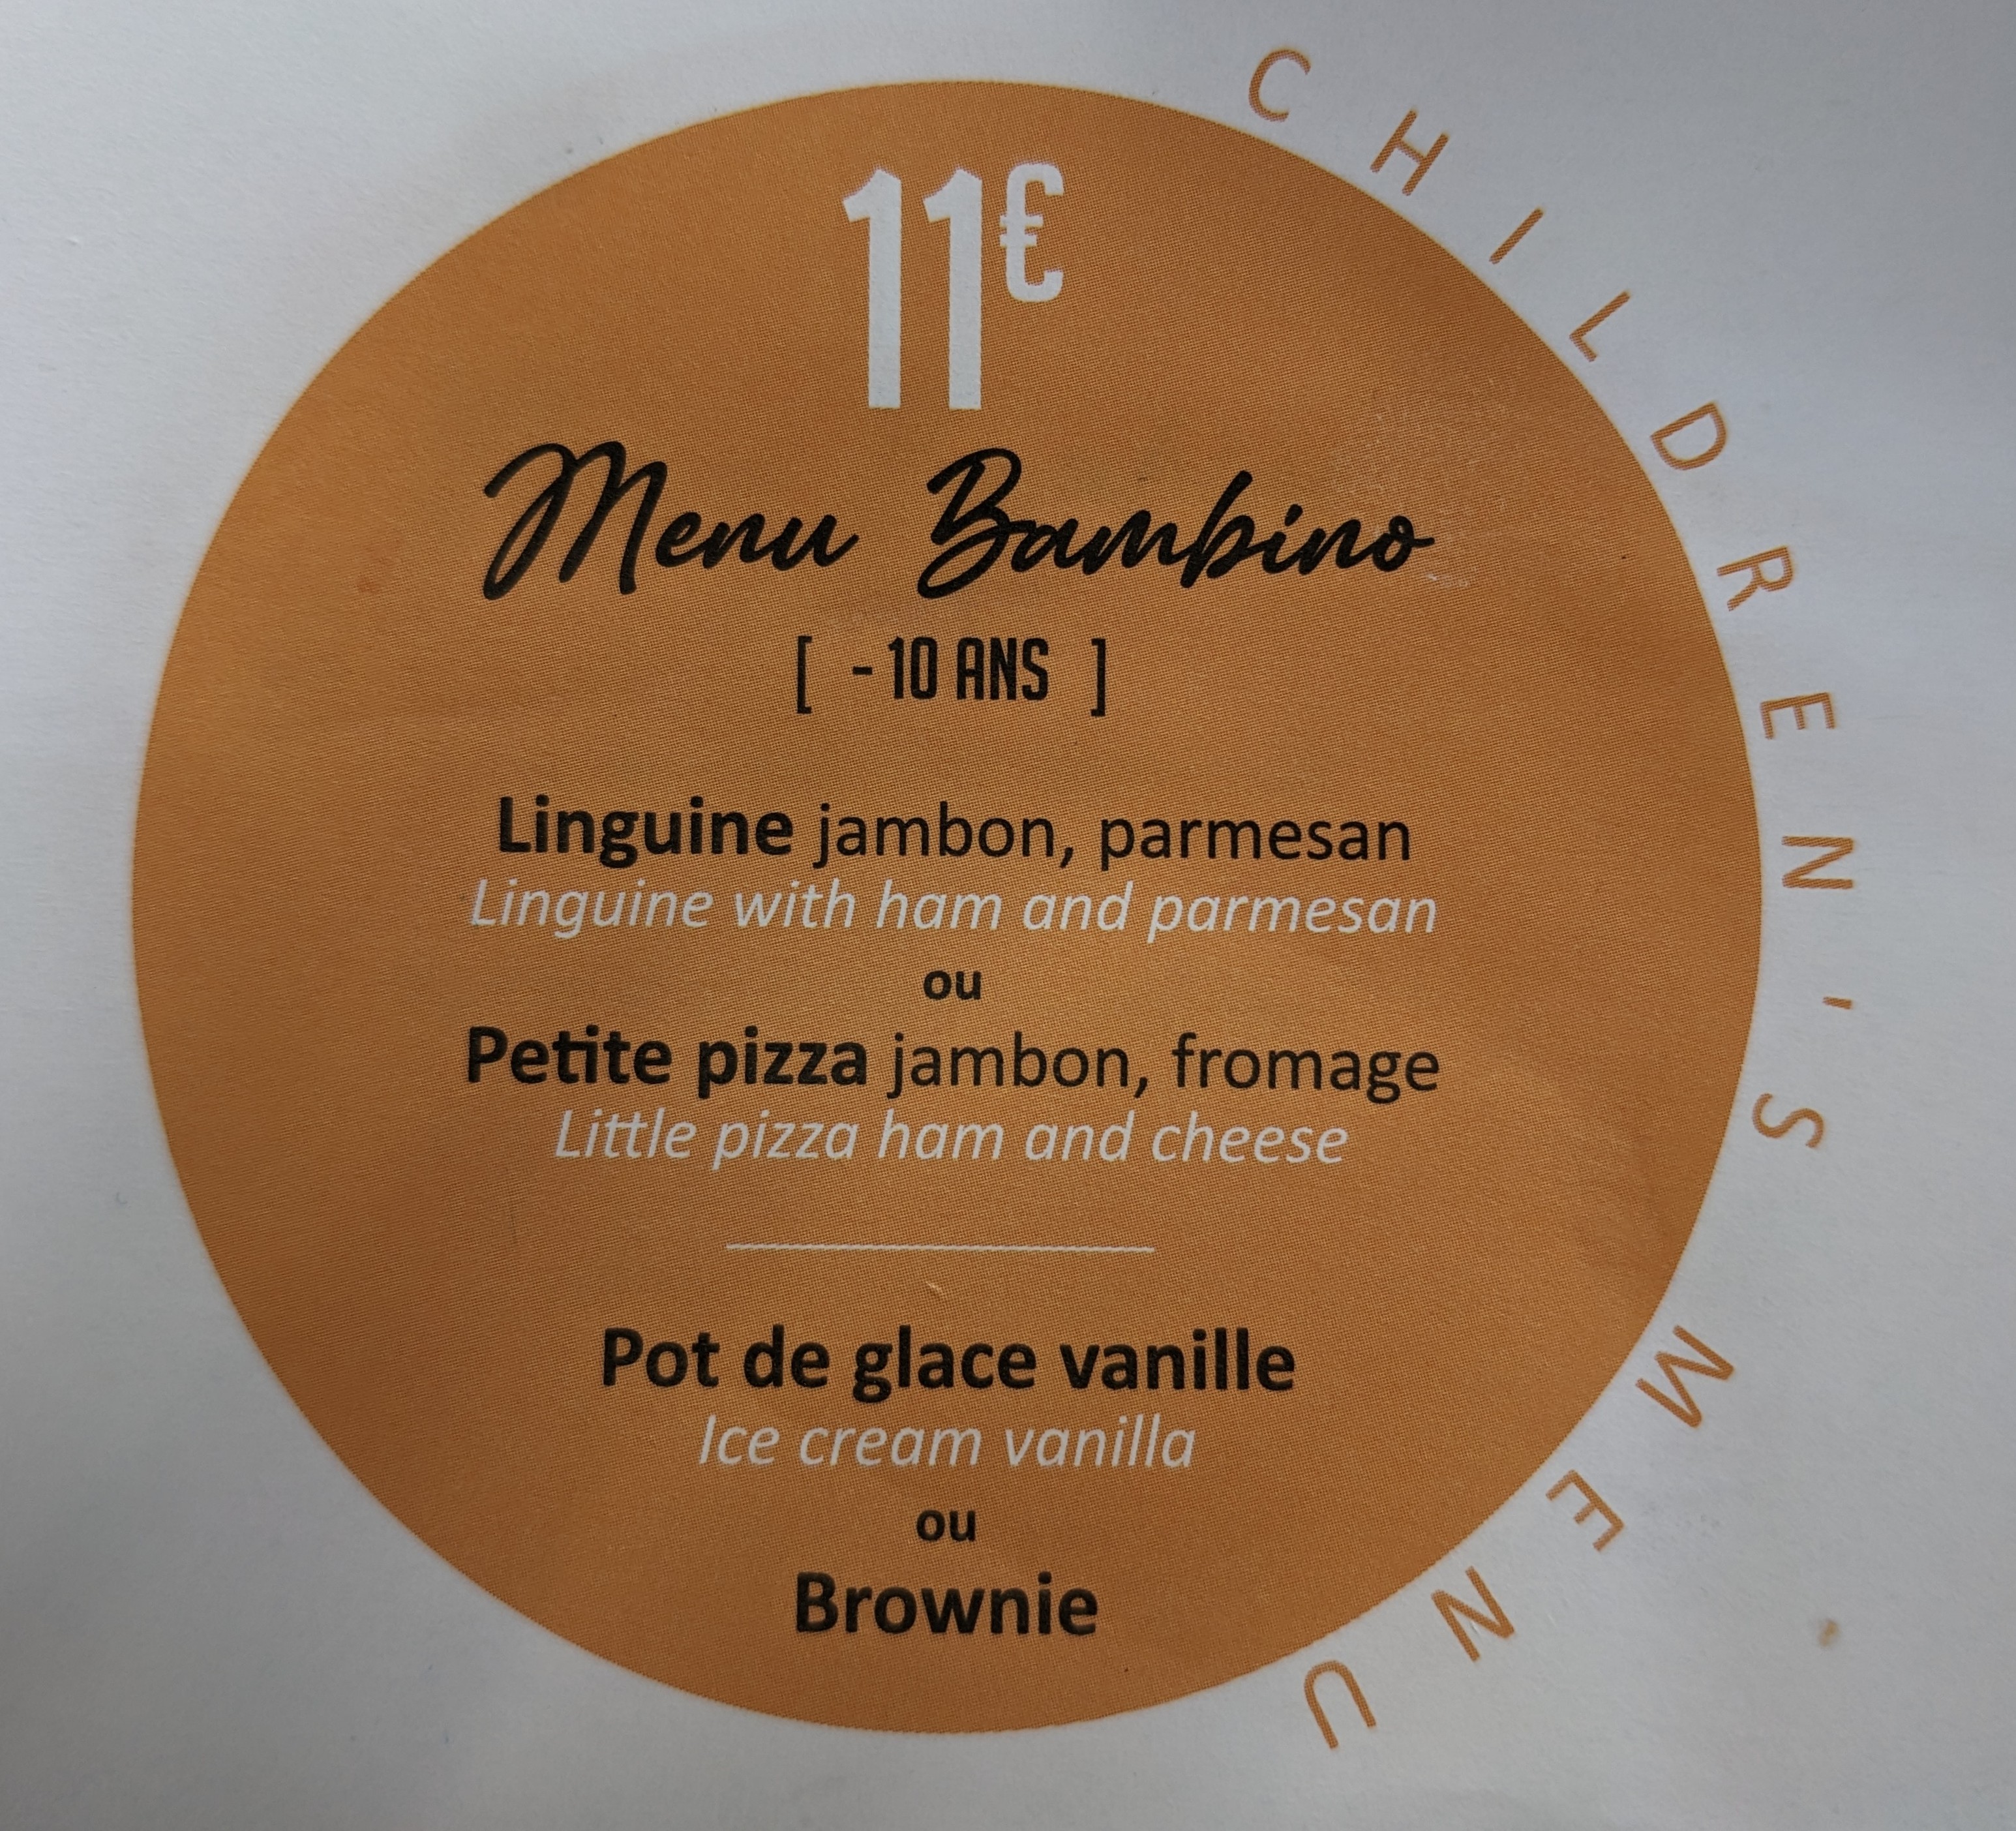 11€
Menu Bambino
[ -10 ANS ]
Linguine jambon, parmesan
Linguine with ham and parmesan
ou
Petite pizza jambon, fromage
Little pizza ham and cheese
Pot de glace vanille
Ice cream vanilla
ou
Brownie
CHILDREN'S MENU